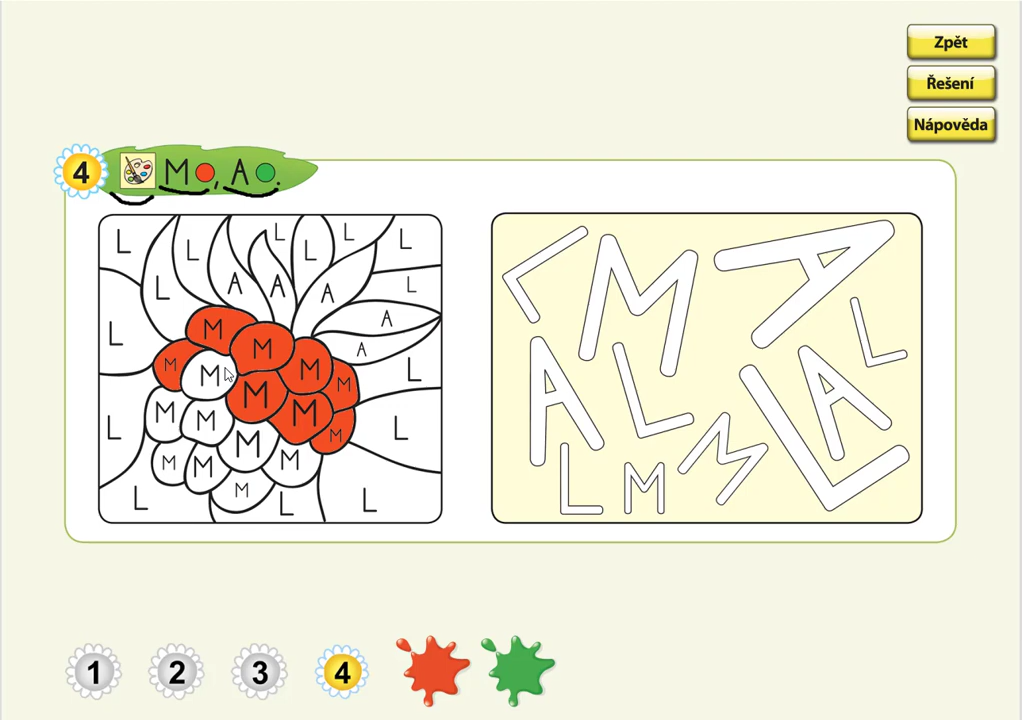 Zpět
Řešení
Nápověda
4 M , A .
L L L L L L
L A A A L
L M A
M A
M M M M L
M M M M
L M M L
M M M
L M L L
L M A
L
A L L A
L M M
1 2 3 4